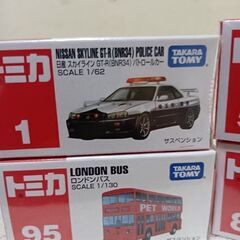 トミカ
1
NISSAN SKYLINE GT-R (BNR34) POLICE CAR
日産 スカイライン GT-R(BNR34) パトロールカー
SCALE 1/62
TAKARA TOMY
サスペンション
トミカ
95
LONDON BUS
ロンドンバス
SCALE 1/130
TAKARA TOMY
PET WORLD
8